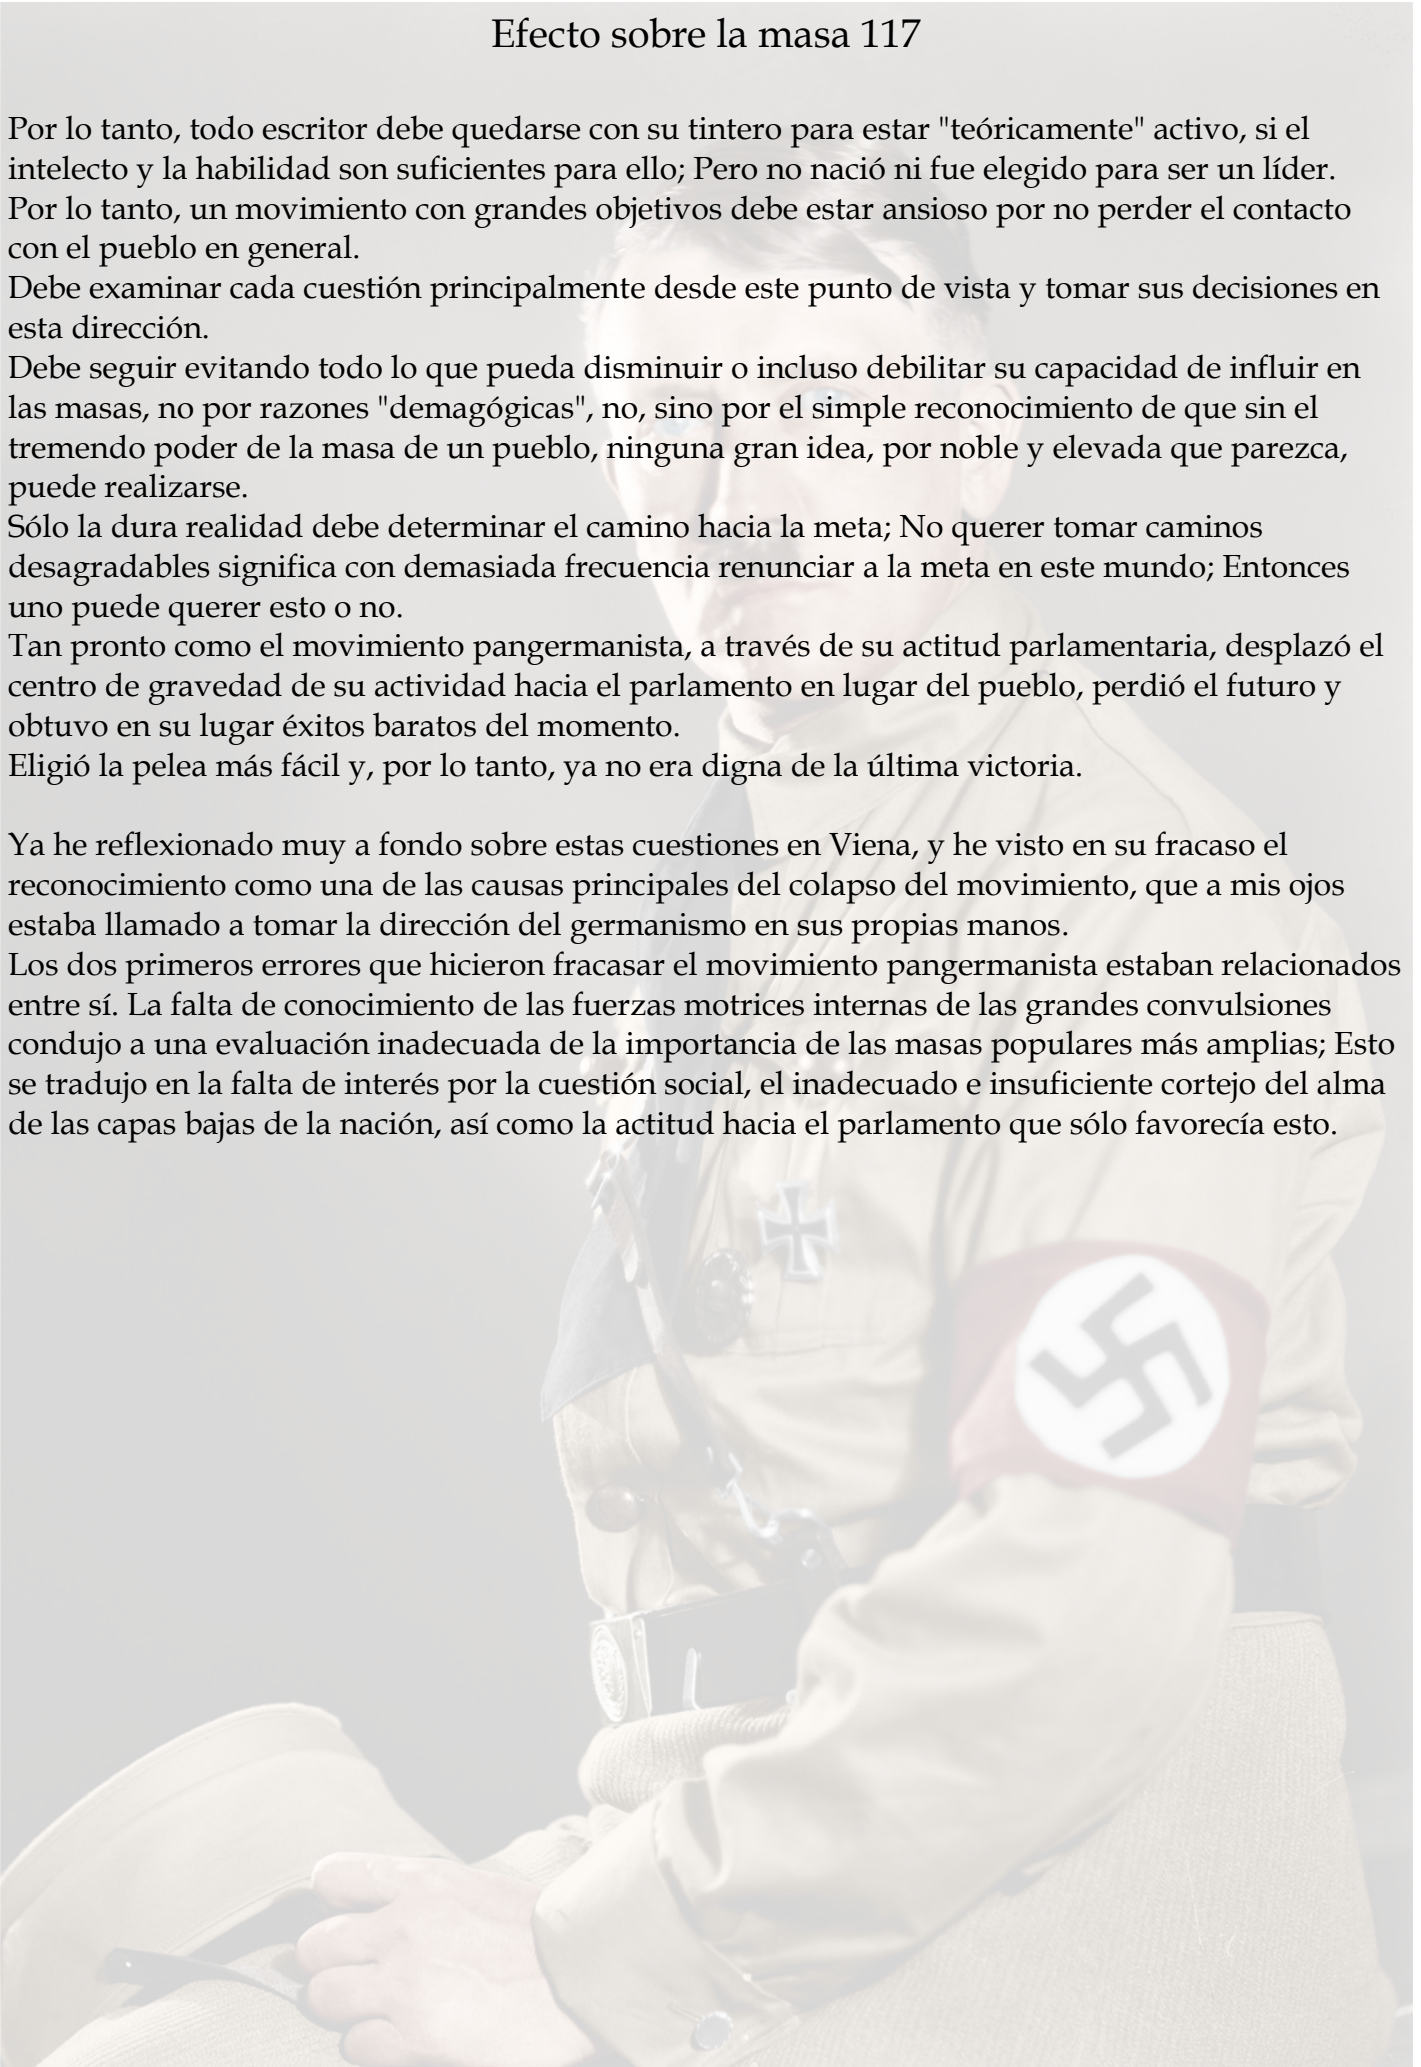 Efecto sobre la masa 117
Por lo tanto, todo escritor debe quedarse con su tintero para estar "teóricamente" activo, si el
intelecto y la habilidad son suficientes para ello; Pero no nació ni fue elegido para ser un líder.
Por lo tanto, un movimiento con grandes objetivos debe estar ansioso por no perder el contacto
con el pueblo en general.
Debe examinar cada cuestión principalmente desde este punto de vista y tomar sus decisiones en
esta dirección.
Debe seguir evitando todo lo que pueda disminuir o incluso debilitar su capacidad de influir en
las masas, no por razones "demagógicas", no, sino por el simple reconocimiento de que sin el
tremendo poder de la masa de un pueblo, ninguna gran idea, por noble y elevada que parezca,
puede realizarse.
Sólo la dura realidad debe determinar el camino hacia la meta; No querer tomar caminos
desagradables significa con demasiada frecuencia renunciar a la meta en este mundo; Entonces
uno puede querer esto o no.
Tan pronto como el movimiento pangermanista, a través de su actitud parlamentaria, desplazó el
centro de gravedad de su actividad hacia el parlamento en lugar del pueblo, perdió el futuro y
obtuvo en su lugar éxitos baratos del momento.
Eligió la pelea más fácil y, por lo tanto, ya no era digna de la última victoria.
Ya he reflexionado muy a fondo sobre estas cuestiones en Viena, y he visto en su fracaso el
reconocimiento como una de las causas principales del colapso del movimiento, que a mis ojos
estaba llamado a tomar la dirección del germanismo en sus propias manos.
Los dos primeros errores que hicieron fracasar el movimiento pangermanista estaban relacionados
entre sí. La falta de conocimiento de las fuerzas motrices internas de las grandes convulsiones
condujo a una evaluación inadecuada de la importancia de las masas populares más amplias; Esto
se tradujo en la falta de interés por la cuestión social, el inadecuado e insuficiente cortejo del alma
de las capas bajas de la nación, así como la actitud hacia el parlamento que sólo favorecía esto.